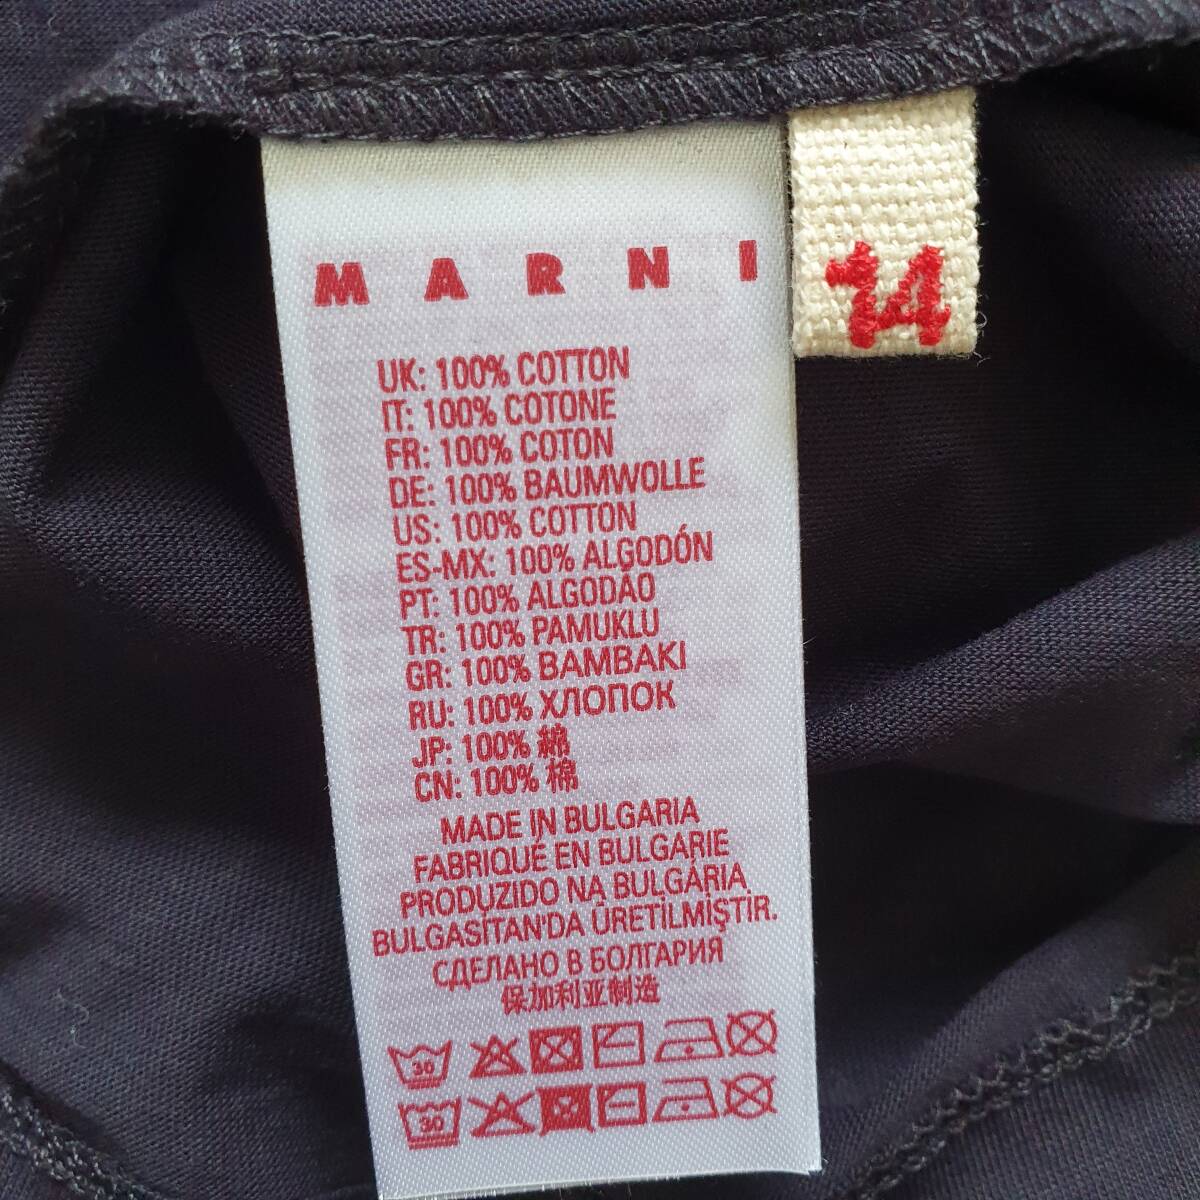 MARNI
14
UK: 100% COTTON
IT: 100% COTONE
FR: 100% COTON
DE: 100% BAUMWOLLE
US: 100% COTTON
ES-MX: 100% ALGODÓN
PT: 100% ALGODÃO
TR: 100% PAMUKLU
GR: 100% ΒΑΜΒΑΚΙ
RU: 100% ХЛОПОК
JP: 100% 綿
CN: 100% 棉
MADE IN BULGARIA
FABRIQUÉ EN BULGARIE
PRODUZIDO NA BULGÁRIA
BULGASİTAN'DA ÜRETİLMİŞTİR.
СДЕЛАНО В БОЛГАРИЯ
保加利亚制造
30
30